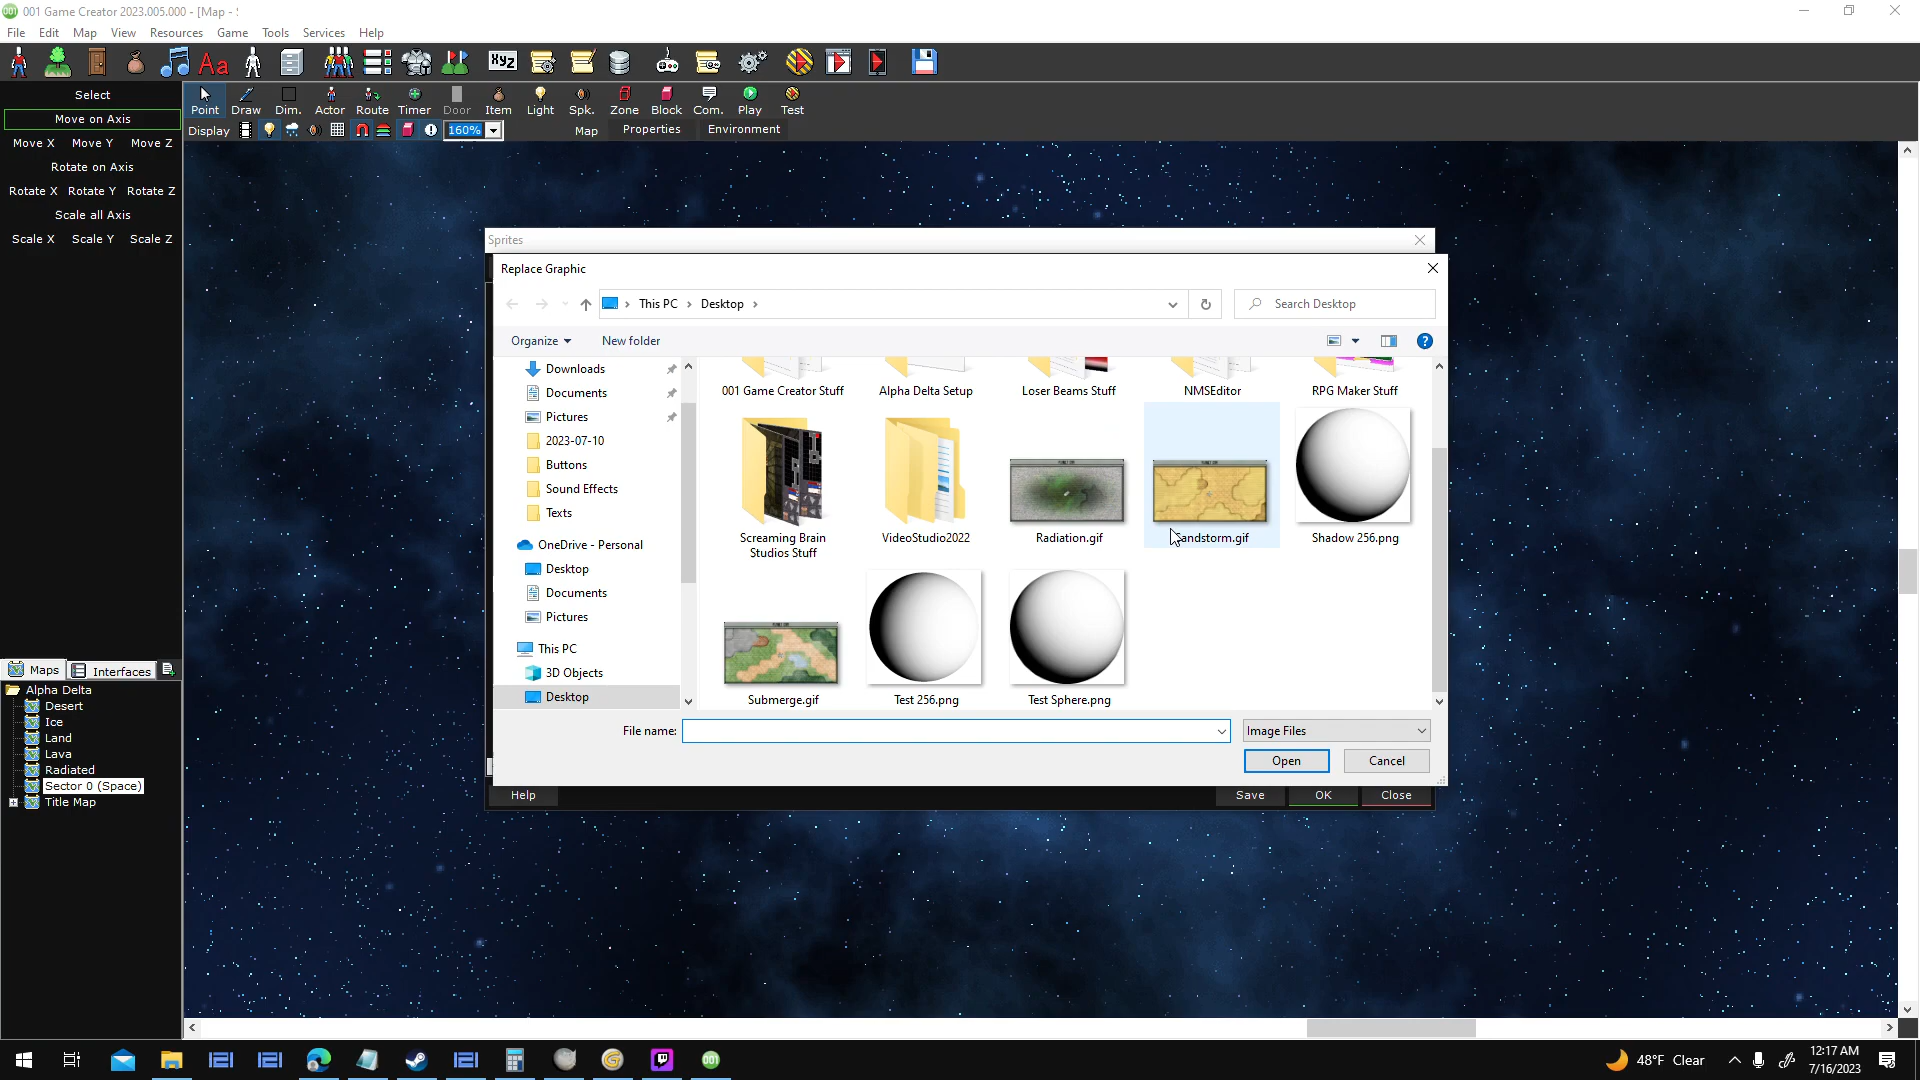 001 Game Creator 2023.005.000 - [Map - :
File Edit Map View Resources Game Tools Services Help
Aa XYZ
Select
Point Draw Dim. Actor Route Timer Door Item Light Spk. Zone Block Com. Play Test
Move on Axis
Display 160% Map Properties Environment
Move X Move Y Move Z
Rotate on Axis
Rotate X Rotate Y Rotate Z
Scale all Axis
Scale X Scale Y Scale Z
Sprites
Replace Graphic
This PC > Desktop >
Search Desktop
Organize New folder
Downloads
Documents
Pictures
2023-07-10
Buttons
Sound Effects
Texts
OneDrive - Personal
Desktop
Documents
Pictures
This PC
3D Objects
Desktop
001 Game Creator Stuff Alpha Delta Setup Loser Beams Stuff NMSEditor RPG Maker Stuff
Screaming Brain Studios Stuff VideoStudio2022 Radiation.gif andstorm.gif Shadow 256.png
Submerge.gif Test 256.png Test Sphere.png
File name: Image Files
Open Cancel
Help Save OK Close
Maps Interfaces
Alpha Delta
Desert
Ice
Land
Lava
Radiated
Sector 0 (Space)
Title Map
001
48°F Clear
12:17 AM
7/16/2023